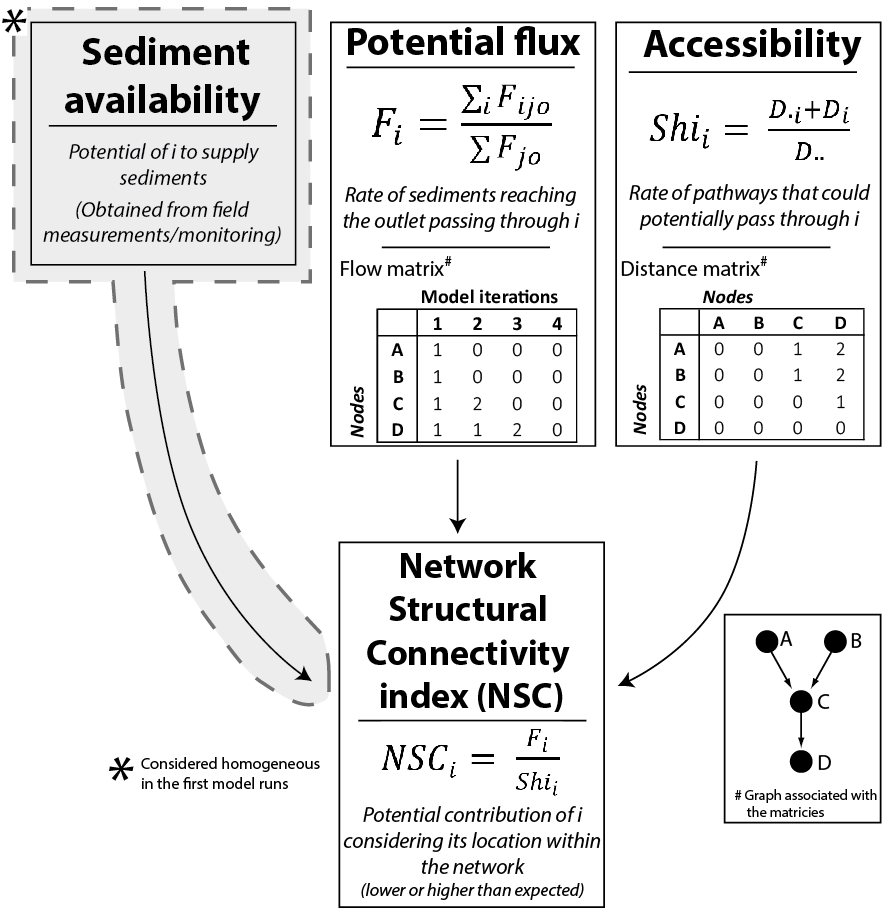 *
Sediment
availability
Potential of i to supply
sediments
(Obtained from field
measurements/monitoring)
Potential flux
F_i = ∑_i F_ijo / ∑ F_jo
Rate of sediments reaching
the outlet passing through i
Flow matrix#
Model iterations
1 2 3 4
Nodes
A 1 0 0 0
B 1 0 0 0
C 1 2 0 0
D 1 1 2 0
Accessibility
Shi_i = D._i+D_i / D..
Rate of pathways that could
potentially pass through i
Distance matrix#
Nodes
A B C D
Nodes
A 0 0 1 2
B 0 0 1 2
C 0 0 0 1
D 0 0 0 0
Network
Structural
Connectivity
index (NSC)
NSC_i = F_i / Shi_i
Potential contribution of i
considering its location within
the network
(lower or higher than expected)
* Considered homogeneous
in the first model runs
A B
C
D
# Graph associated with
the matricies